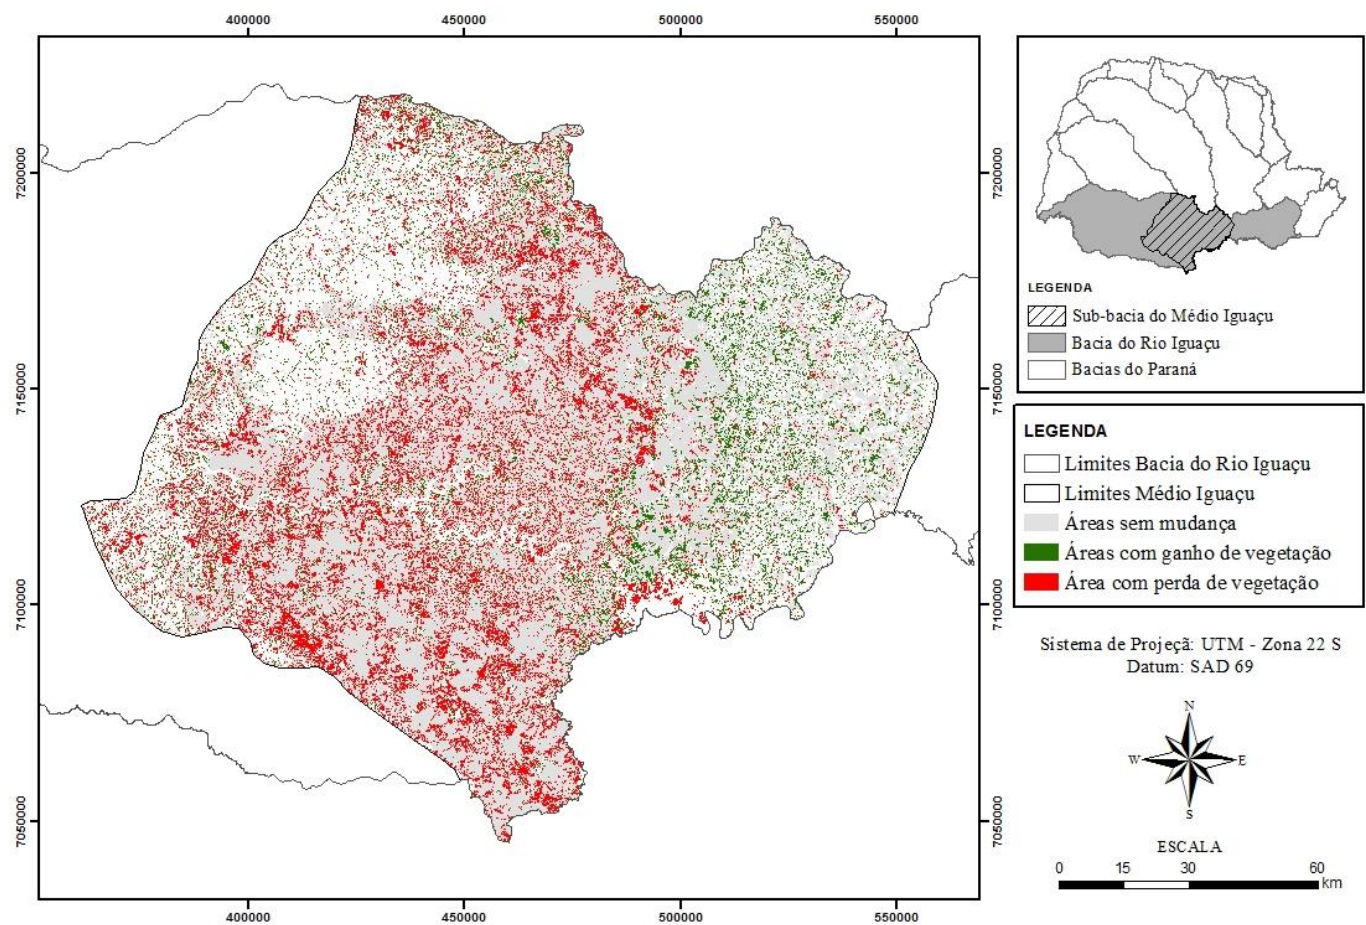 400000
450000
500000
550000
7200000
7150000
7100000
7050000
7200000
7150000
7100000
7050000
400000
450000
500000
550000
LEGENDA
Sub-bacia do Médio Iguaçu
Bacia do Rio Iguaçu
Bacias do Paraná
LEGENDA
Limites Bacia do Rio Iguaçu
Limites Médio Iguaçu
Áreas sem mudança
Áreas com ganho de vegetação
Área com perda de vegetação
Sistema de Projeçã: UTM - Zona 22 S
Datum: SAD 69
N
W E
S
ESCALA
0 15 30 60
km